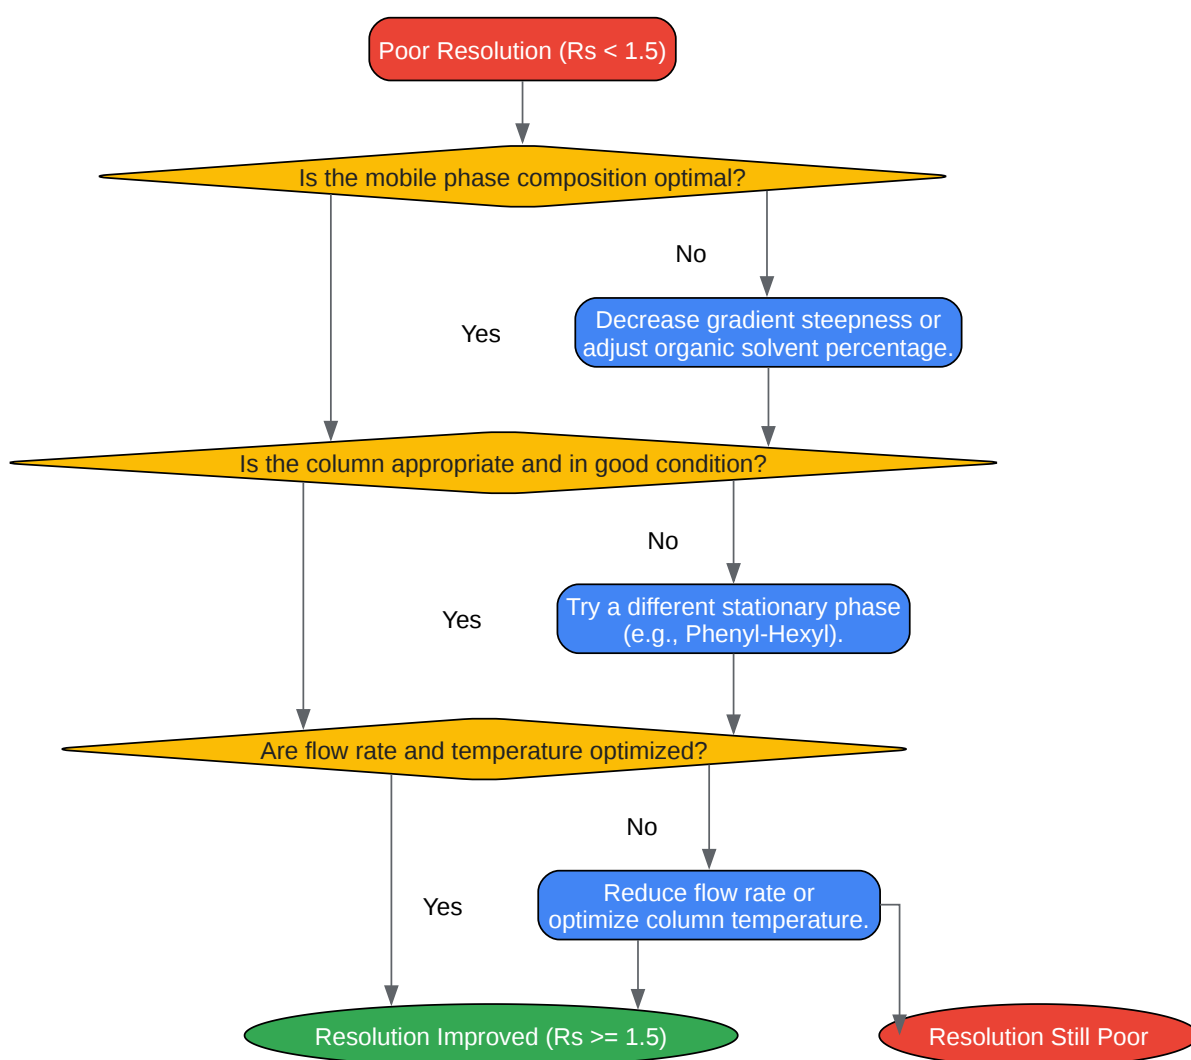 Poor Resolution (Rs < 1.5)
Is the mobile phase composition optimal?
No
Decrease gradient steepness or
adjust organic solvent percentage.
Yes
Is the column appropriate and in good condition?
No
Try a different stationary phase
(e.g., Phenyl-Hexyl).
Yes
Are flow rate and temperature optimized?
No
Reduce flow rate or
optimize column temperature.
Yes
Resolution Improved (Rs >= 1.5)
Resolution Still Poor